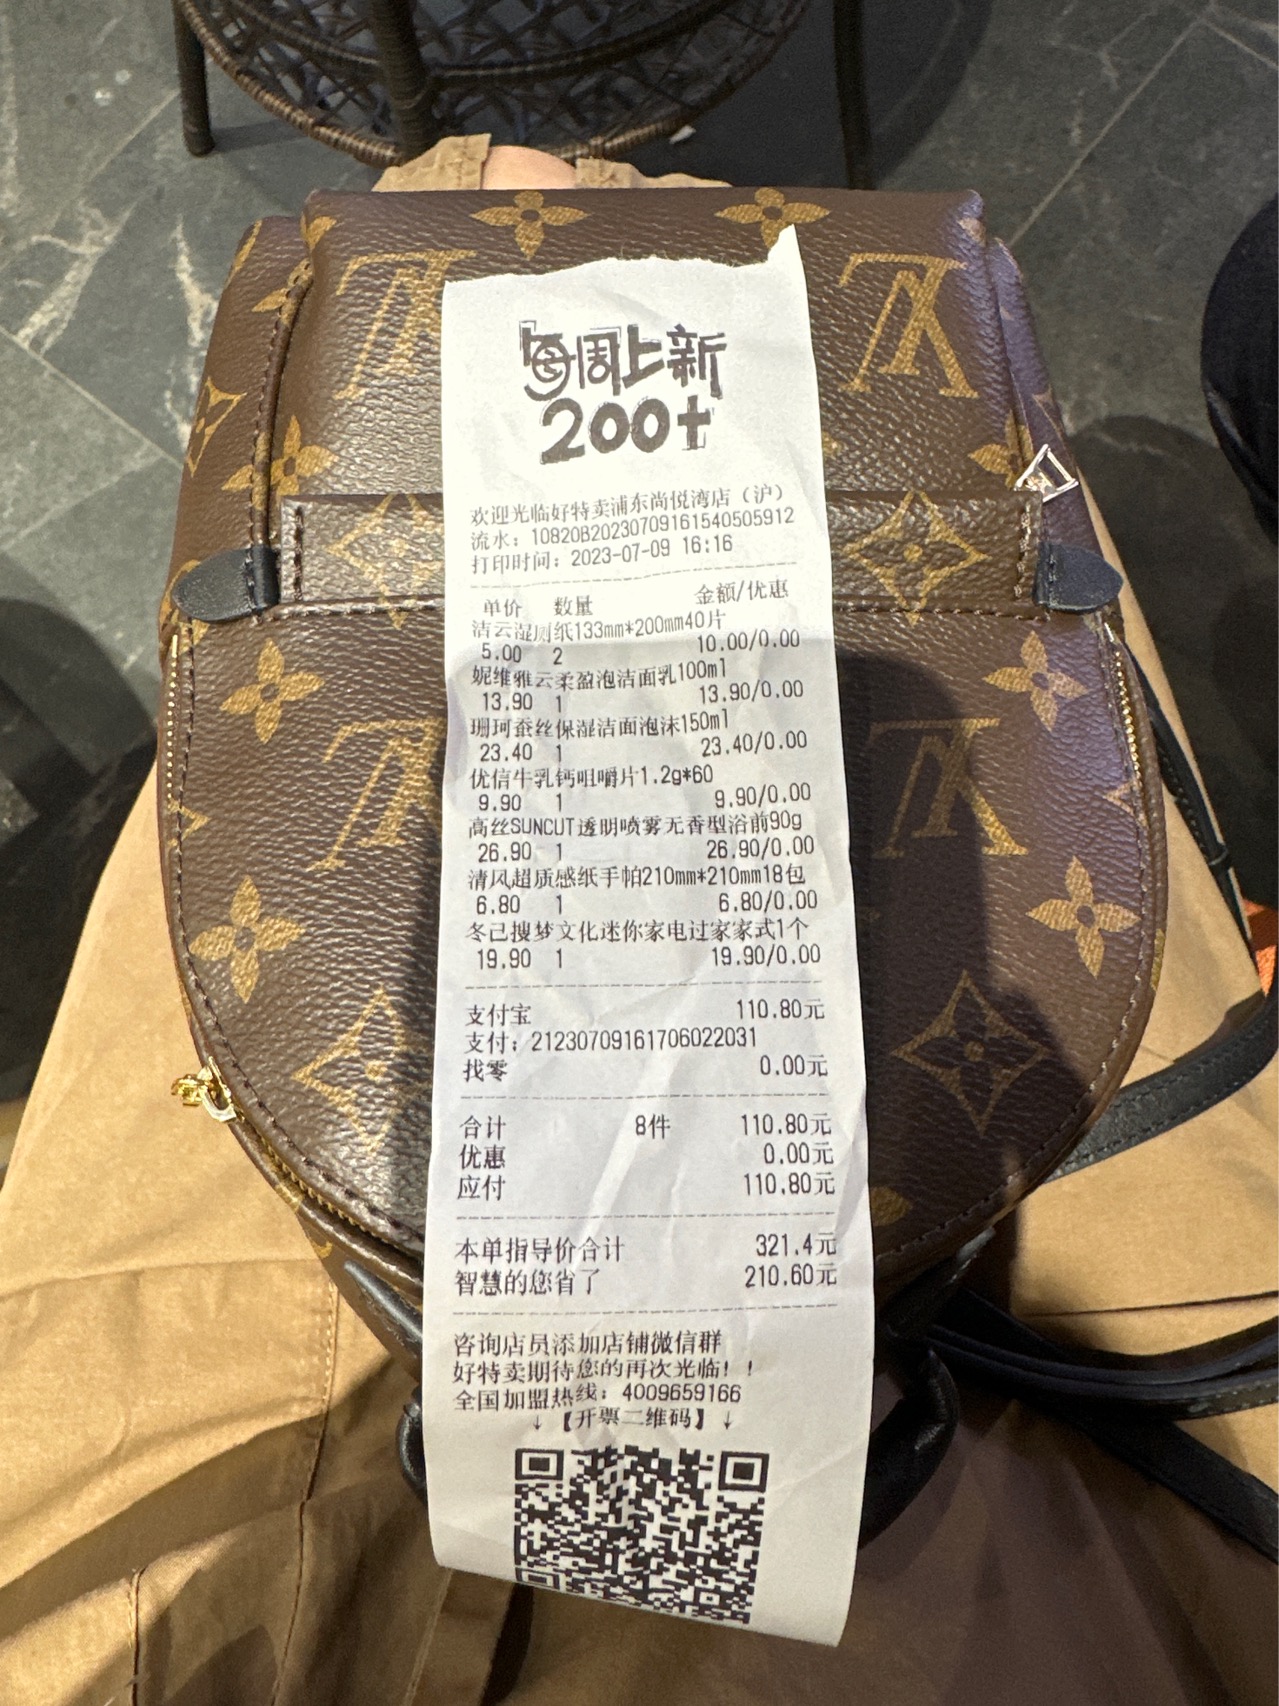 每周上新
200+
欢迎光临好特卖浦东尚悦湾店（沪）
流水：10820B20230709161540505912
打印时间：2023-07-09 16:16
单价 数量 金额/优惠
洁云湿厕纸133mm*200mm40片
5.00 2 10.00/0.00
妮维雅云柔盈泡洁面乳100ml
13.90 1 13.90/0.00
珊珂蚕丝保湿洁面泡沫150ml
23.40 1 23.40/0.00
优信牛乳钙咀嚼片1.2g*60
9.90 1 9.90/0.00
高丝SUNCUT透明喷雾无香型浴前90g
26.90 1 26.90/0.00
清风超质感纸手帕210mm*210mm18包
6.80 1 6.80/0.00
冬己搜梦文化迷你家电过家家式1个
19.90 1 19.90/0.00
支付宝 110.80元
支付：212307091617060220​31
找零 0.00元
合计 8件 110.80元
优惠 0.00元
应付 110.80元
本单指导价合计 321.4元
智慧的您省了 210.60元
咨询店员添加店铺微信群
好特卖期待您的再次光临！！
全国加盟热线：4009659166
↓【开票二维码】↓